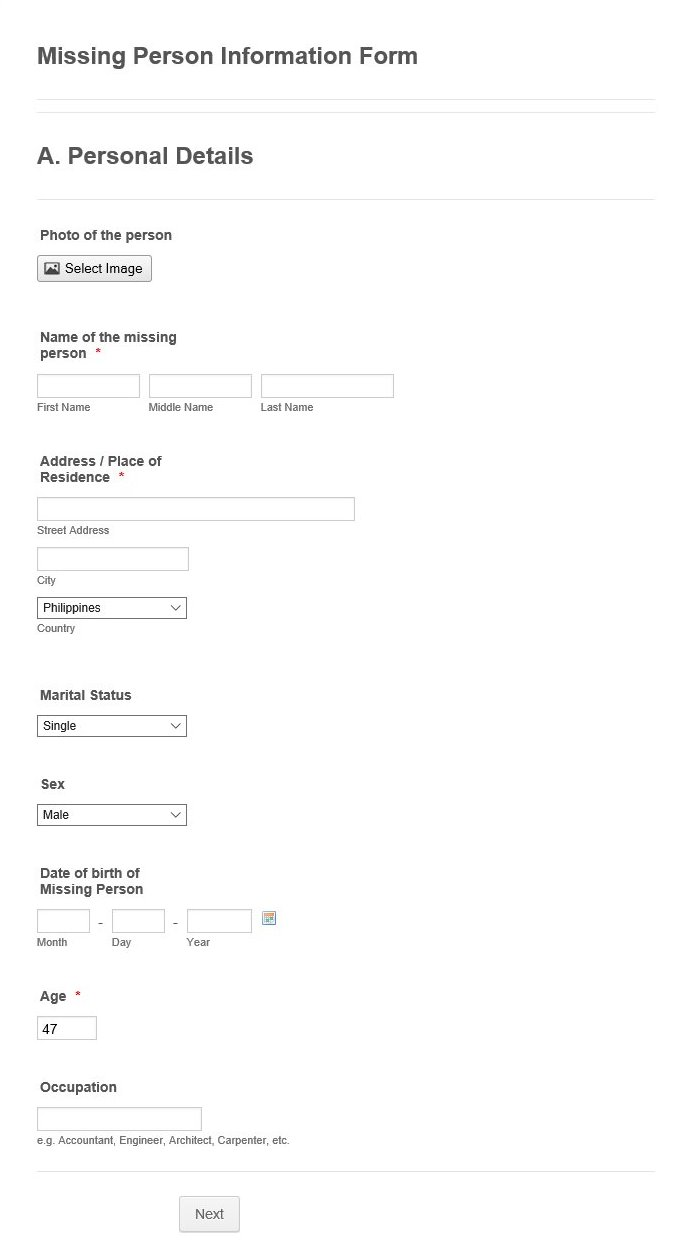 Missing Person Information Form
A. Personal Details
Photo of the person
Select Image
Name of the missing
person *
First Name Middle Name Last Name
Address / Place of
Residence *
Street Address
City
Philippines
Country
Marital Status
Single
Sex
Male
Date of birth of
Missing Person
- -
Month Day Year
Age *
47
Occupation
e.g. Accountant, Engineer, Architect, Carpenter, etc.
Next